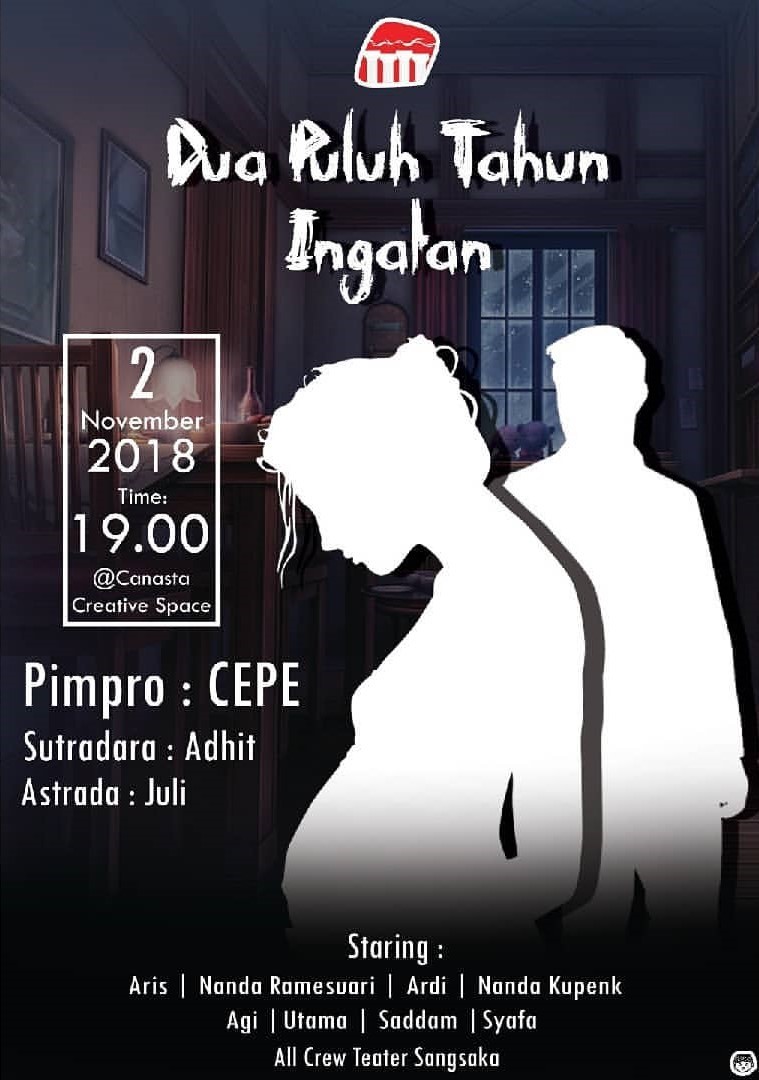 Dua Puluh Tahun
Ingatan
2
November
2018
Time:
19.00
@Canasta
Creative Space
Pimpro : CEPE
Sutradara : Adhit
Astrada : Juli
Staring :
Aris | Nanda Ramesuari | Ardi | Nanda Kupenk
Agi | Utama | Saddam | Syafa
All Crew Teater Sangsaka